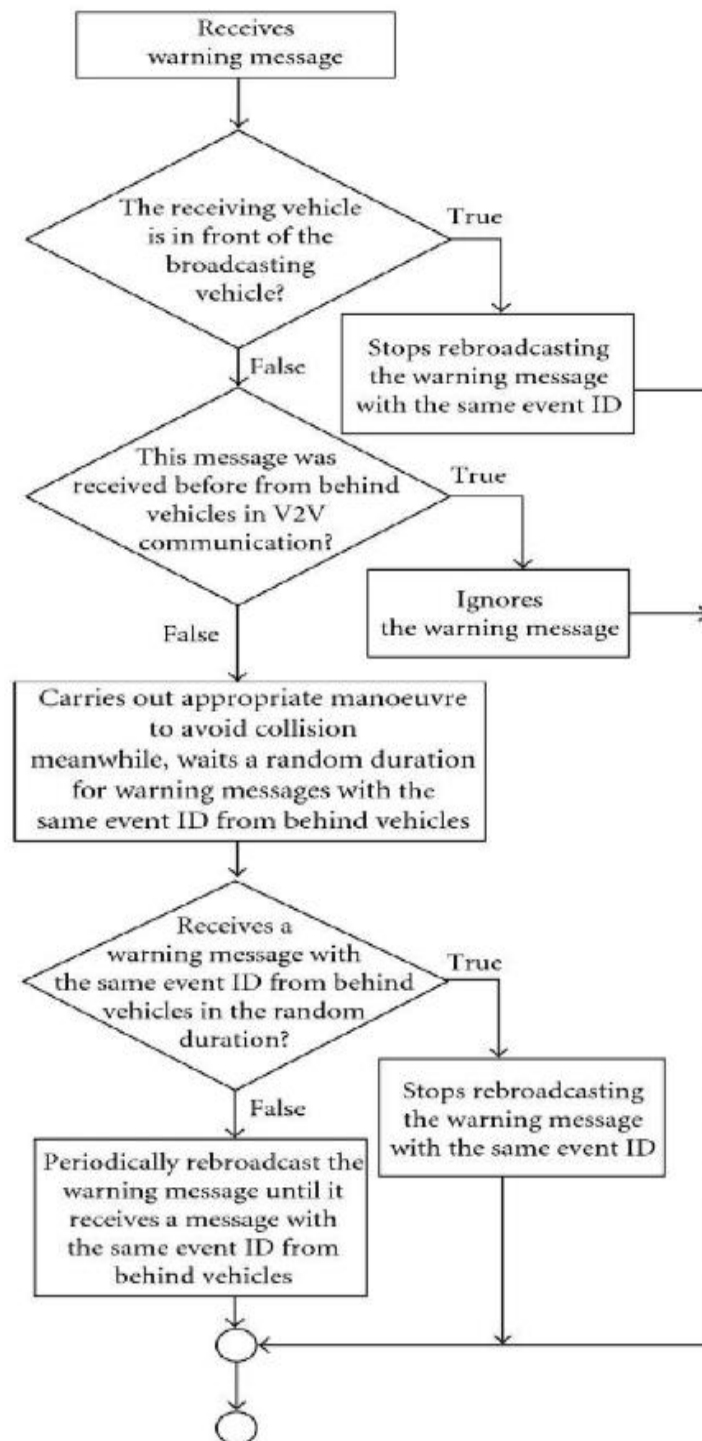 Receives
warning message
The receiving vehicle
is in front of the
broadcasting
vehicle?
True
Stops rebroadcasting
the warning message
with the same event ID
False
This message was
received before from behind
vehicles in V2V
communication?
True
Ignores
the warning message
False
Carries out appropriate manoeuvre
to avoid collision
meanwhile, waits a random duration
for warning messages with the
same event ID from behind vehicles
Receives a
warning message with
the same event ID from behind
vehicles in the random
duration?
True
Stops rebroadcasting
the warning message
with the same event ID
False
Periodically rebroadcast the
warning message until it
receives a message with
the same event ID from
behind vehicles